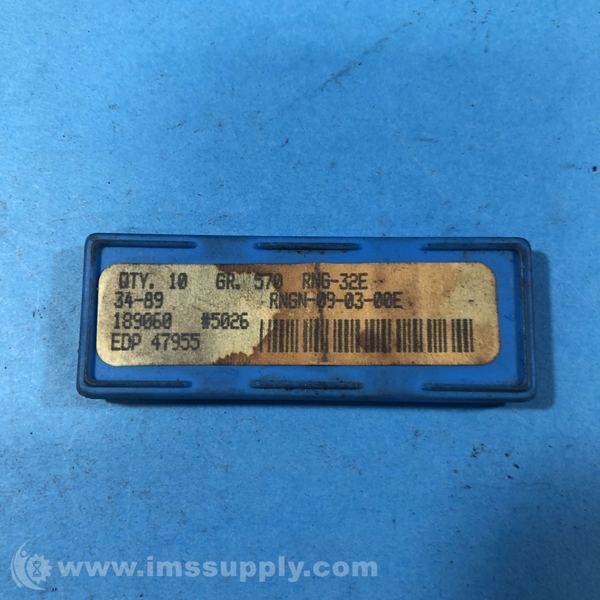 QTY. 10 GR. 570 RNG-32E
34-89 RNGN-09-03-00E
189060 #5026
EDP 47955
www.imssupply.com